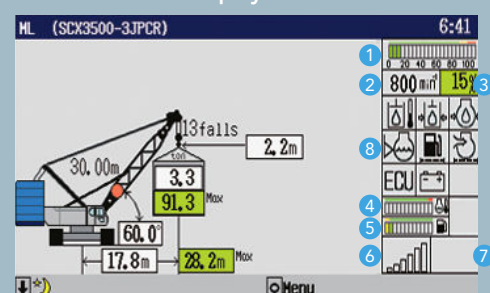 ML (SCX3500-3JPCR) 6:41
1
0 20 40 60 80 100
2 800 min⁻¹ 15% 3
13falls
2.2m
ton
30.00m
3.3
91.3 Max
60.0°
17.8m 28.2m Max
8
ECU
4
5
6 7
Menu